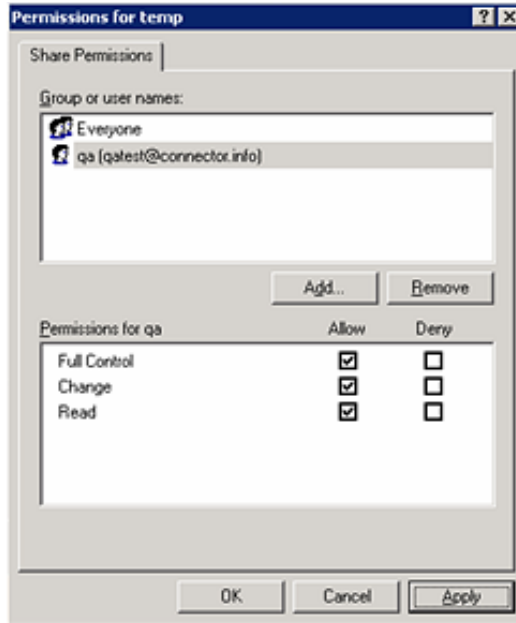 Permissions for temp
Share Permissions
Group or user names:
Everyone
qa (qatest@connector.info)
Add... Remove
Permissions for qa Allow Deny
Full Control
Change
Read
OK Cancel Apply